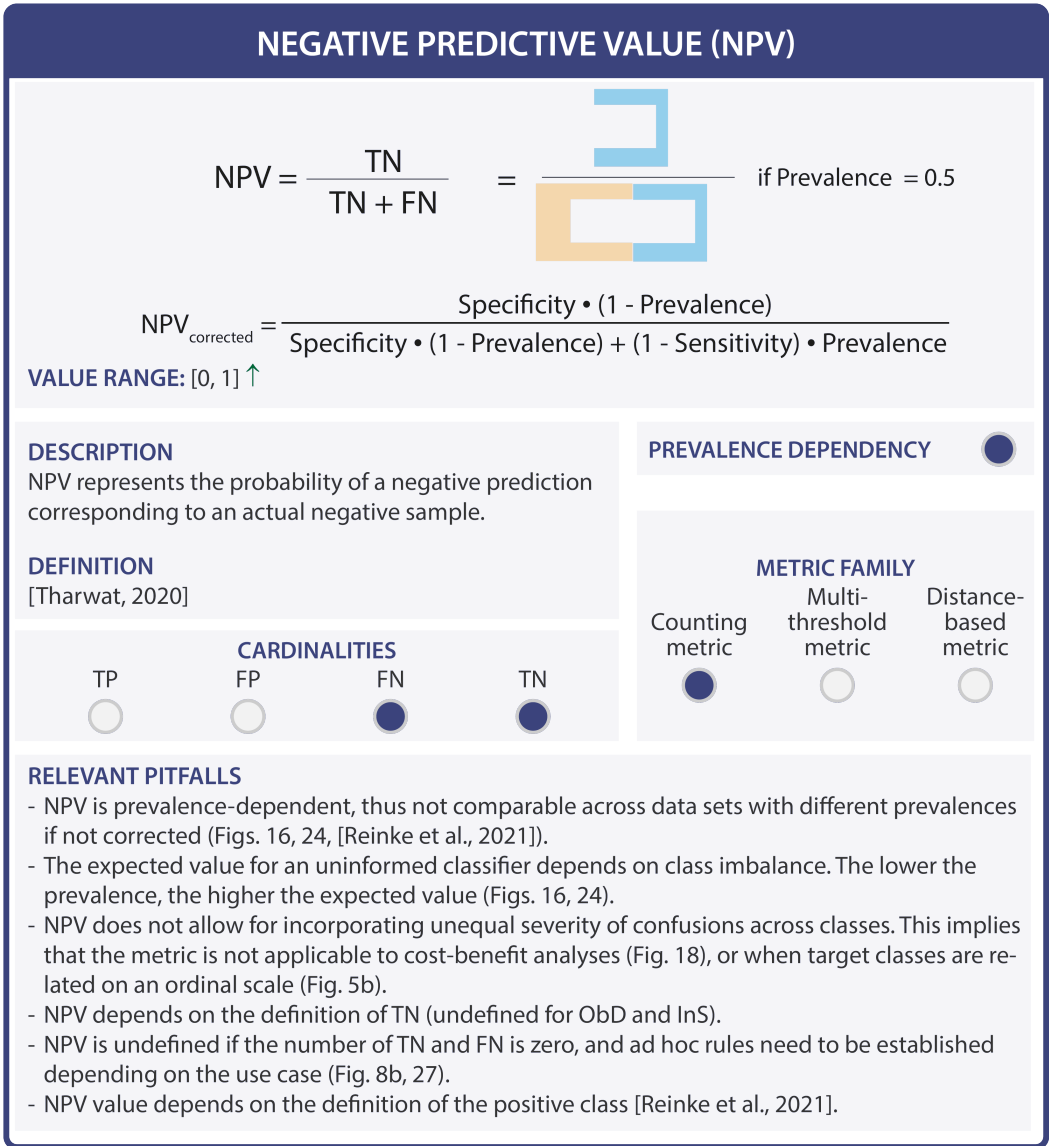 NEGATIVE PREDICTIVE VALUE (NPV)
NPV = TN / TN + FN = if Prevalence = 0.5
NPVcorrected = Specificity • (1 - Prevalence) / Specificity • (1 - Prevalence) + (1 - Sensitivity) • Prevalence
VALUE RANGE: [0, 1] ↑
DESCRIPTION
NPV represents the probability of a negative prediction
corresponding to an actual negative sample.
DEFINITION
[Tharwat, 2020]
CARDINALITIES
TP FP FN TN
PREVALENCE DEPENDENCY
METRIC FAMILY
Counting
metric
Multi-
threshold
metric
Distance-
based
metric
RELEVANT PITFALLS
- NPV is prevalence-dependent, thus not comparable across data sets with different prevalences
if not corrected (Figs. 16, 24, [Reinke et al., 2021]).
- The expected value for an uninformed classifier depends on class imbalance. The lower the
prevalence, the higher the expected value (Figs. 16, 24).
- NPV does not allow for incorporating unequal severity of confusions across classes. This implies
that the metric is not applicable to cost-benefit analyses (Fig. 18), or when target classes are re-
lated on an ordinal scale (Fig. 5b).
- NPV depends on the definition of TN (undefined for ObD and InS).
- NPV is undefined if the number of TN and FN is zero, and ad hoc rules need to be established
depending on the use case (Fig. 8b, 27).
- NPV value depends on the definition of the positive class [Reinke et al., 2021].